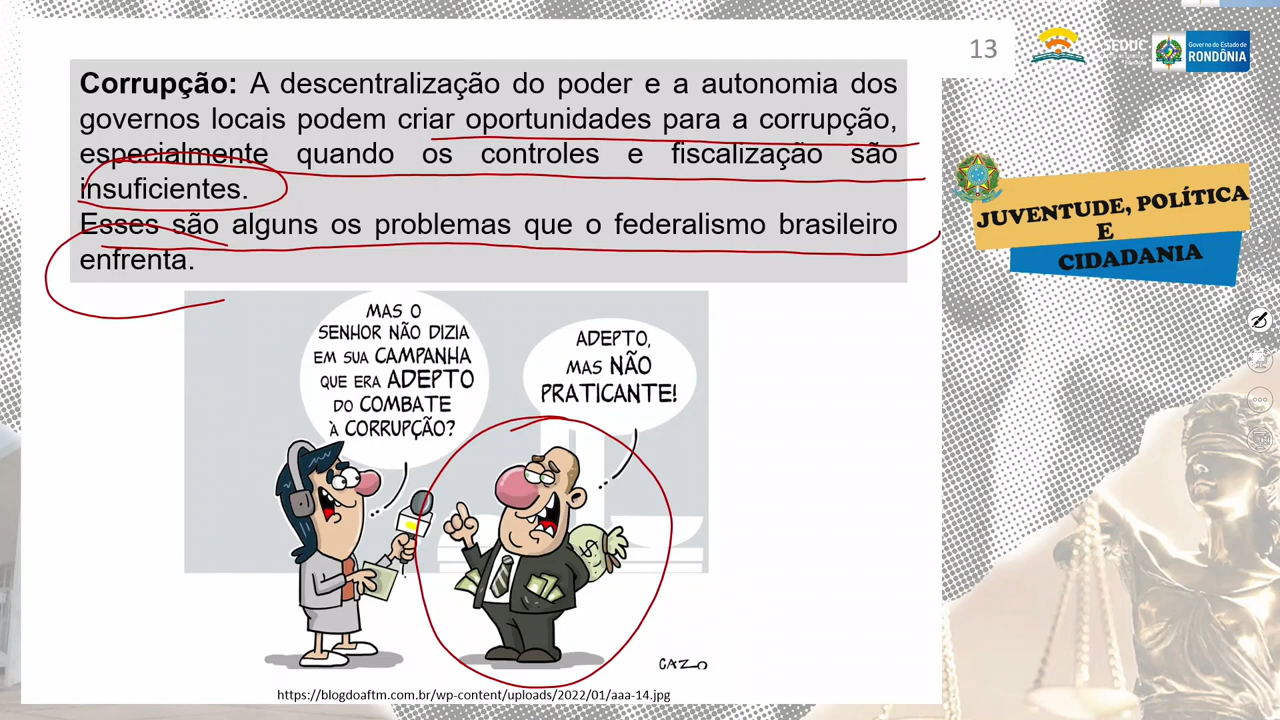 13
SEDUC
Governo do Estado de
RONDÔNIA
Corrupção: A descentralização do poder e a autonomia dos
governos locais podem criar oportunidades para a corrupção,
especialmente quando os controles e fiscalização são
insuficientes.
Esses são alguns os problemas que o federalismo brasileiro
enfrenta.
JUVENTUDE, POLÍTICA
E
CIDADANIA
MAS O
SENHOR NÃO DIZIA
EM SUA CAMPANHA
QUE ERA ADEPTO
DO COMBATE
À CORRUPÇÃO?
ADEPTO,
MAS NÃO
PRATICANTE!
CAZO
https://blogdoaftm.com.br/wp-content/uploads/2022/01/aaa-14.jpg